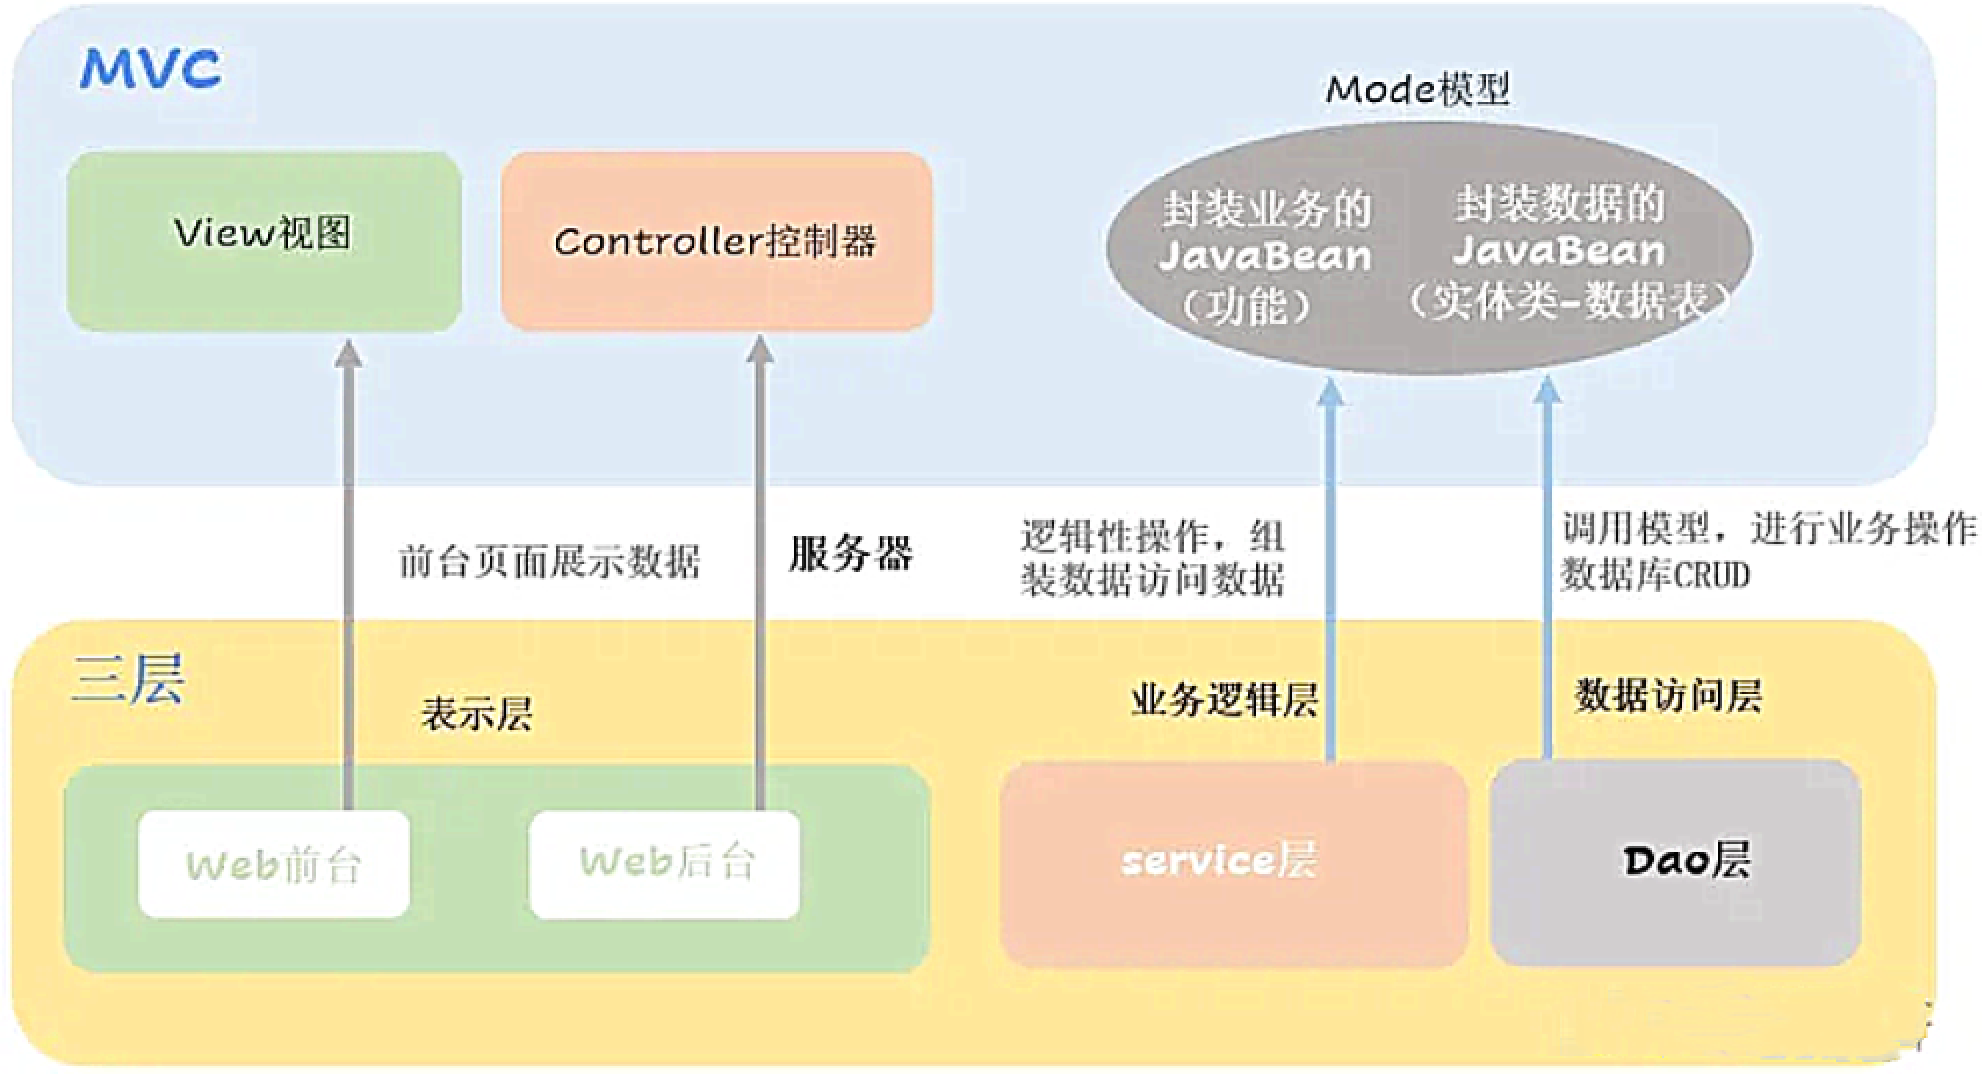 MVC
Mode模型
View视图
Controller控制器
封装业务的
JavaBean
（功能）
封装数据的
JavaBean
（实体类-数据表）
前台页面展示数据
服务器
逻辑性操作，组
装数据访问数据
调用模型，进行业务操作
数据库CRUD
三层
表示层
业务逻辑层
数据访问层
Web前台
Web后台
service层
Dao层